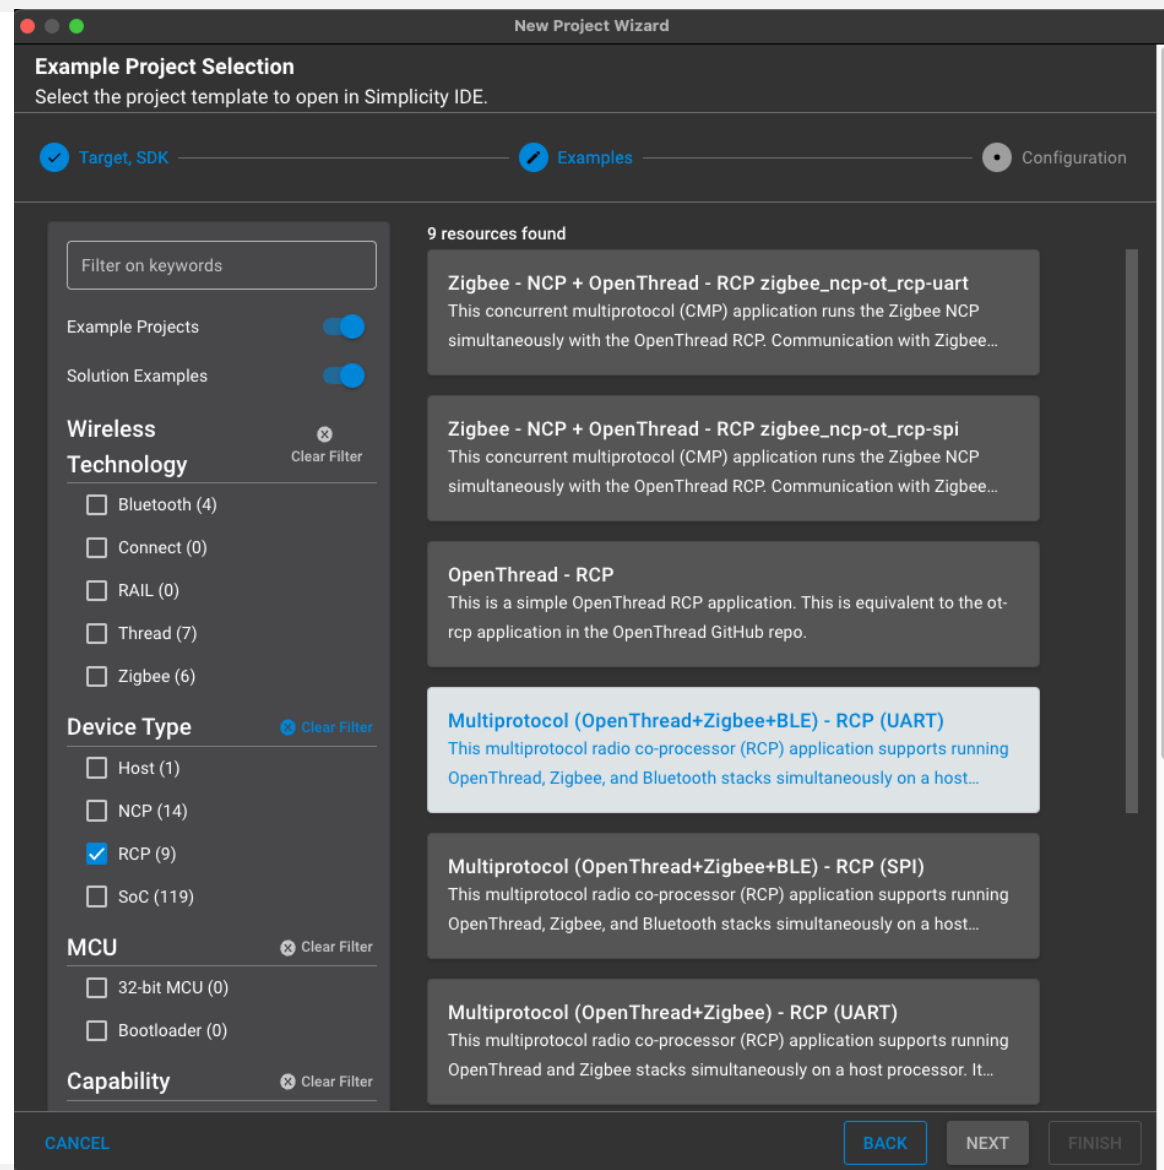 New Project Wizard
Example Project Selection
Select the project template to open in Simplicity IDE.
Target, SDK
Examples
Configuration
Filter on keywords
Example Projects
Solution Examples
Wireless
Technology
Clear Filter
Bluetooth (4)
Connect (0)
RAIL (0)
Thread (7)
Zigbee (6)
Device Type
Clear Filter
Host (1)
NCP (14)
RCP (9)
SoC (119)
MCU
Clear Filter
32-bit MCU (0)
Bootloader (0)
Capability
Clear Filter
9 resources found
Zigbee - NCP + OpenThread - RCP zigbee_ncp-ot_rcp-uart
This concurrent multiprotocol (CMP) application runs the Zigbee NCP
simultaneously with the OpenThread RCP. Communication with Zigbee...
Zigbee - NCP + OpenThread - RCP zigbee_ncp-ot_rcp-spi
This concurrent multiprotocol (CMP) application runs the Zigbee NCP
simultaneously with the OpenThread RCP. Communication with Zigbee...
OpenThread - RCP
This is a simple OpenThread RCP application. This is equivalent to the ot-
rcp application in the OpenThread GitHub repo.
Multiprotocol (OpenThread+Zigbee+BLE) - RCP (UART)
This multiprotocol radio co-processor (RCP) application supports running
OpenThread, Zigbee, and Bluetooth stacks simultaneously on a host...
Multiprotocol (OpenThread+Zigbee+BLE) - RCP (SPI)
This multiprotocol radio co-processor (RCP) application supports running
OpenThread, Zigbee, and Bluetooth stacks simultaneously on a host...
Multiprotocol (OpenThread+Zigbee) - RCP (UART)
This multiprotocol radio co-processor (RCP) application supports running
OpenThread and Zigbee stacks simultaneously on a host processor. It...
CANCEL
BACK
NEXT
FINISH